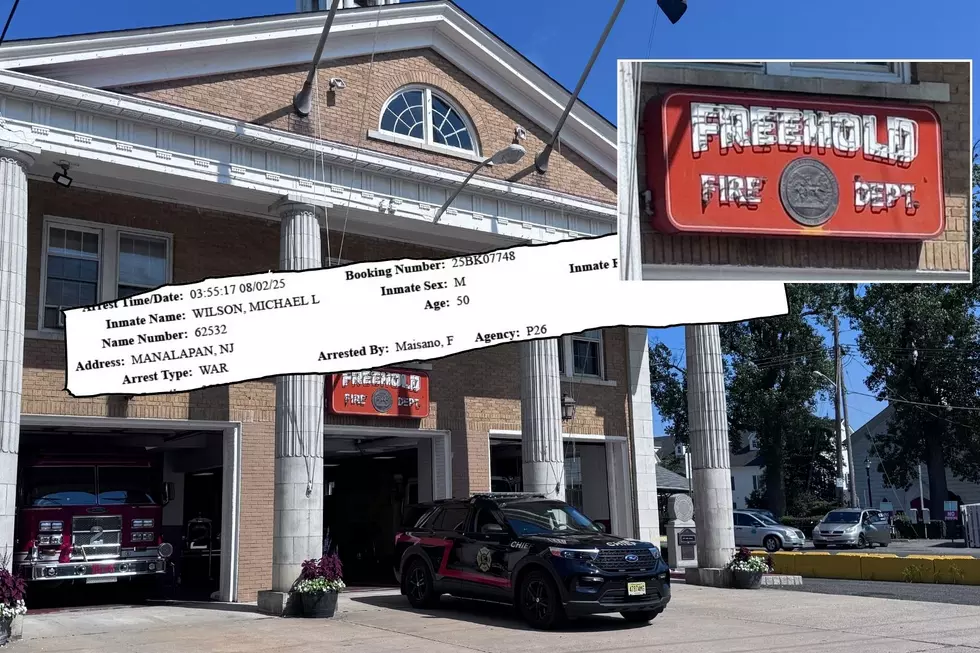 FREEHOLD
FIRE DEPT.
Arrest Time/Date: 03:55:17 08/02/25
Booking Number: 25BK07748
Inmate
Inmate Name: WILSON, MICHAEL L
Inmate Sex: M
Name Number: 62532
Age: 50
Address: MANALAPAN, NJ
Arrested By: Maisano, F
Agency: P26
Arrest Type: WAR
FREEHOLD
FIRE DEPT
CHIE